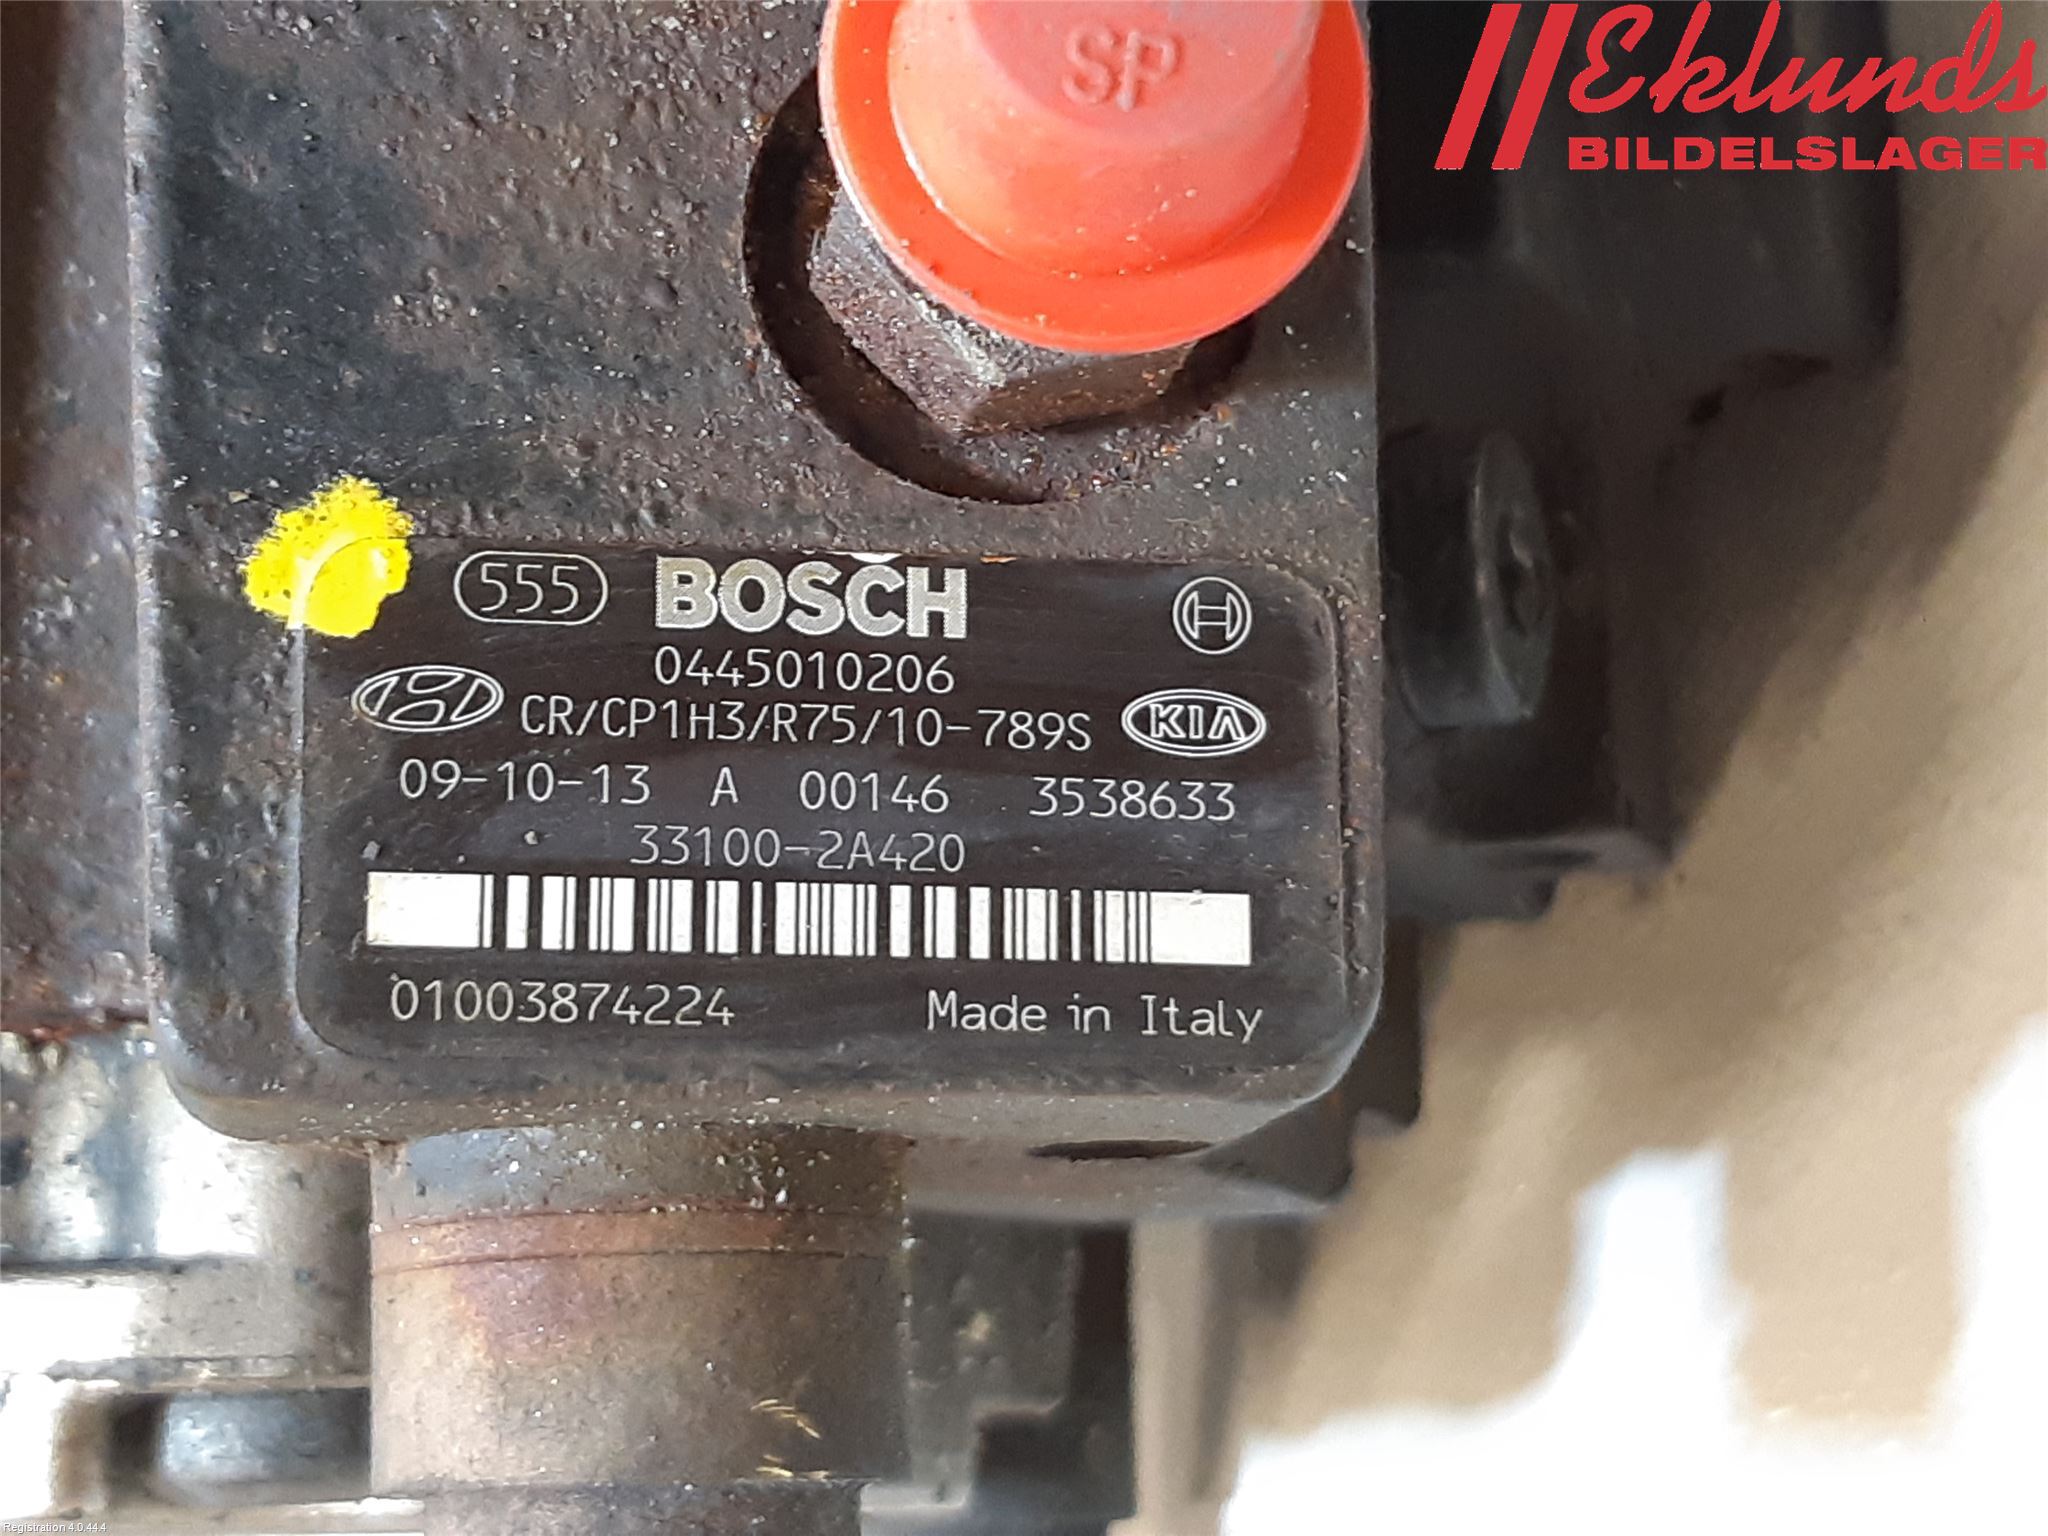 SP
Eklunds
BILDELSLAGER
555 BOSCH
0445010206
CR/CP1H3/R75/10-789S KIA
09-10-13 A 00146 3538633
33100-2A420
01003874224 Made in Italy
Registration 4.0.44.4